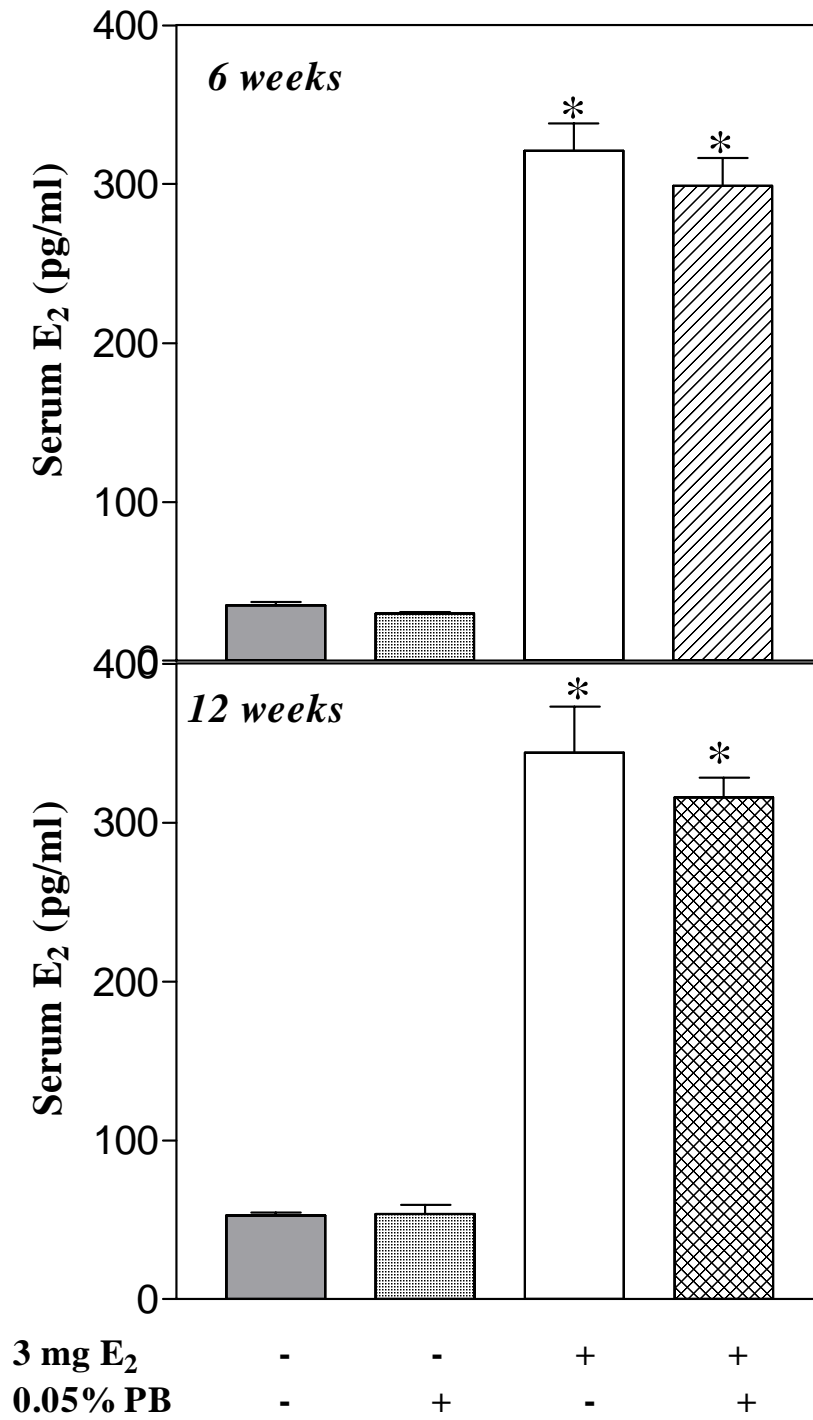 400
6 weeks
* *
300
Serum E₂ (pg/ml)
200
100
0
400
12 weeks
* *
300
Serum E₂ (pg/ml)
200
100
0
3 mg E₂ - - + +
0.05% PB - + - +